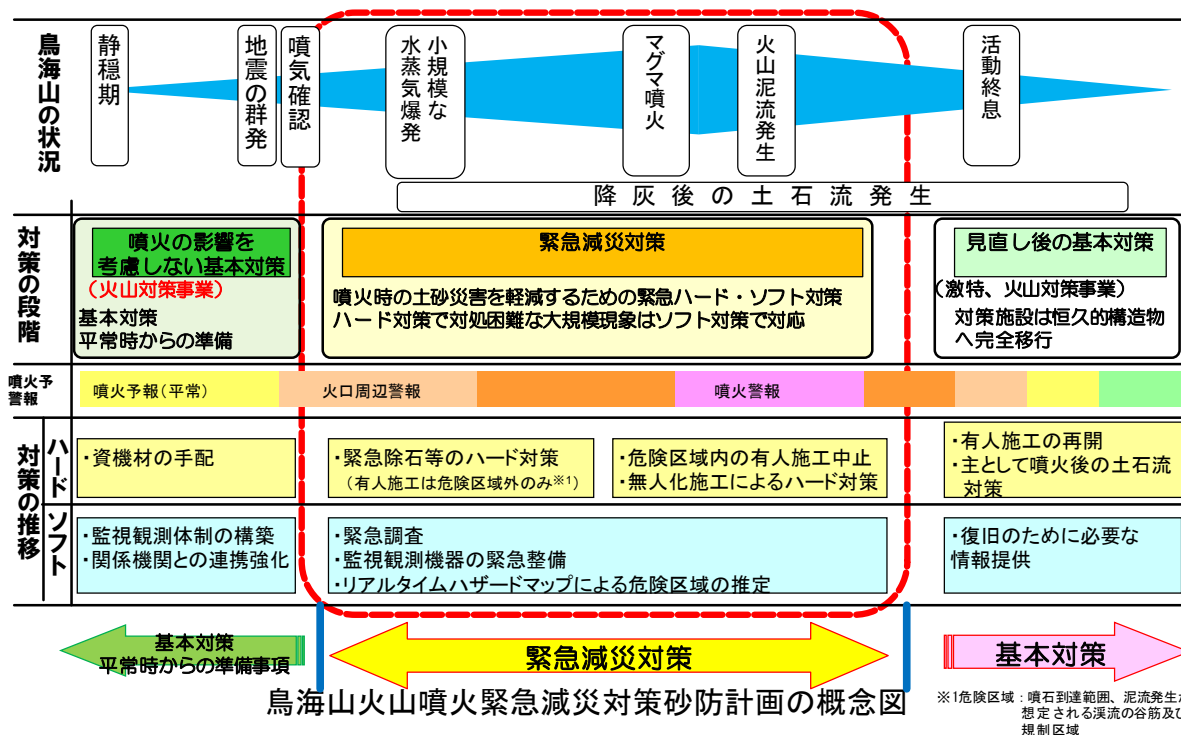 鳥海山の状況
静穏期
地震の群発
噴気確認
小規模な
水蒸気爆発
マグマ噴火
火山泥流発生
活動終息
降灰後の土石流発生
対策の段階
噴火の影響を
考慮しない基本対策
(火山対策事業)
基本対策
平常時からの準備
緊急減災対策
噴火時の土砂災害を軽減するための緊急ハード・ソフト対策
ハード対策で対処困難な大規模現象はソフト対策で対応
見直し後の基本対策
(激特、火山対策事業)
対策施設は恒久的構造物
へ完全移行
噴火予
警報
噴火予報(平常)
火口周辺警報
噴火警報
対策の推移
ハード
・資機材の手配
・緊急除石等のハード対策
(有人施工は危険区域外のみ※1)
・危険区域内の有人施工中止
・無人化施工によるハード対策
・有人施工の再開
・主として噴火後の土石流
対策
ソフト
・監視観測体制の構築
・関係機関との連携強化
・緊急調査
・監視観測機器の緊急整備
・リアルタイムハザードマップによる危険区域の推定
・復旧のために必要な
情報提供
基本対策
平常時からの準備事項
緊急減災対策
基本対策
鳥海山火山噴火緊急減災対策砂防計画の概念図
※1危険区域:噴石到達範囲、泥流発生が
想定される渓流の谷筋及び
規制区域